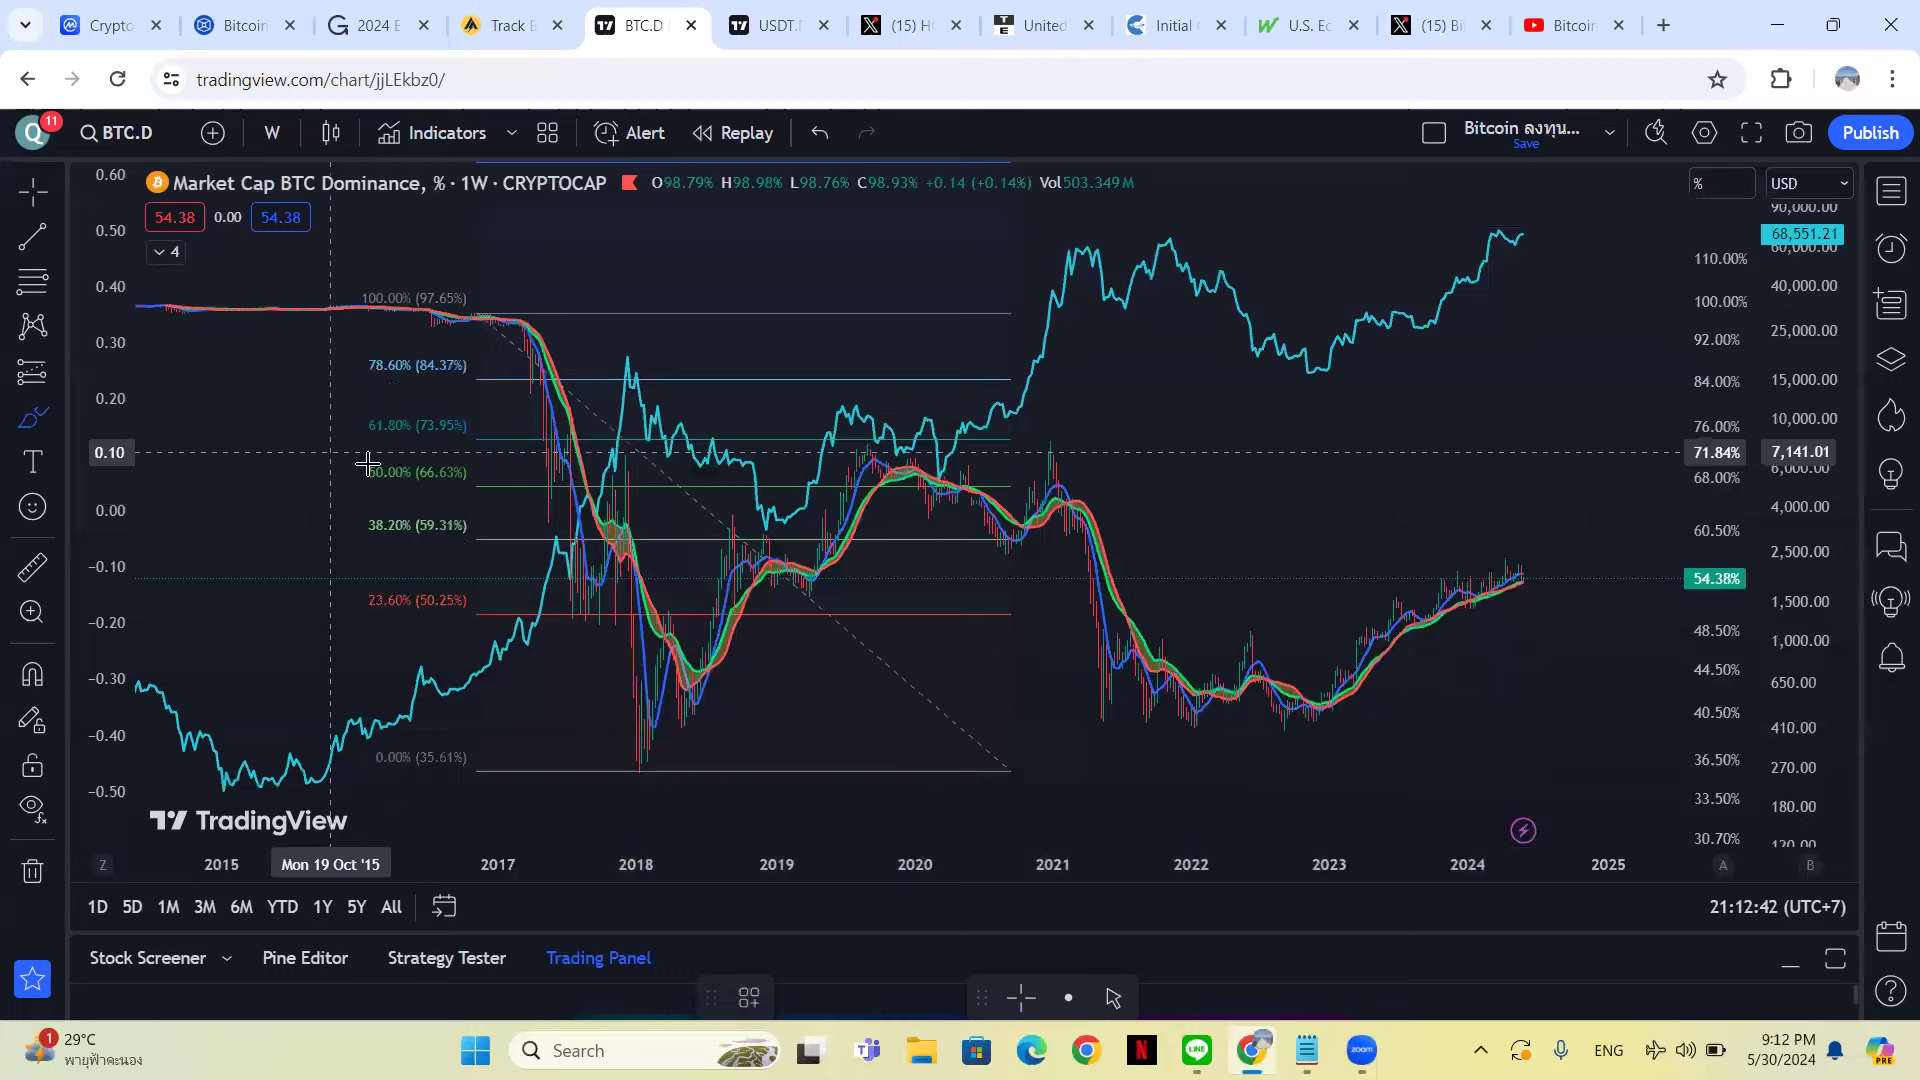 Crypto
Bitcoin
2024 E
Track B
BTC.D
USDT.D
(15) H
United
Initial
U.S. Ec
(15) Bi
Bitcoin
tradingview.com/chart/jjLEkbz0/
Q
11
BTC.D
W
Indicators
Alert
Replay
Bitcoin ลงทุน...
Save
Publish
Market Cap BTC Dominance, % · 1W · CRYPTOCAP
O98.79% H98.98% L98.76% C98.93% +0.14 (+0.14%) Vol503.349M
54.38 0.00 54.38
4
%
USD
0.60
0.50
0.40
0.30
0.20
0.10
0.00
−0.10
−0.20
−0.30
−0.40
−0.50
100.00% (97.65%)
78.60% (84.37%)
61.80% (73.95%)
50.00% (66.63%)
38.20% (59.31%)
23.60% (50.25%)
0.00% (35.61%)
110.00%
100.00%
92.00%
84.00%
76.00%
71.84%
68.00%
60.50%
54.38%
48.50%
44.50%
40.50%
36.50%
33.50%
30.70%
90,000.00
68,551.21
60,000.00
40,000.00
25,000.00
15,000.00
10,000.00
7,141.01
6,000.00
4,000.00
2,500.00
1,500.00
1,000.00
650.00
410.00
270.00
180.00
120.00
TradingView
Z
2015
Mon 19 Oct '15
2017
2018
2019
2020
2021
2022
2023
2024
2025
A
B
1D 5D 1M 3M 6M YTD 1Y 5Y All
21:12:42 (UTC+7)
Stock Screener
Pine Editor
Strategy Tester
Trading Panel
1
29°C
พายุฟ้าคะนอง
Search
N
LINE
zoom
ENG
9:12 PM
5/30/2024
PRE